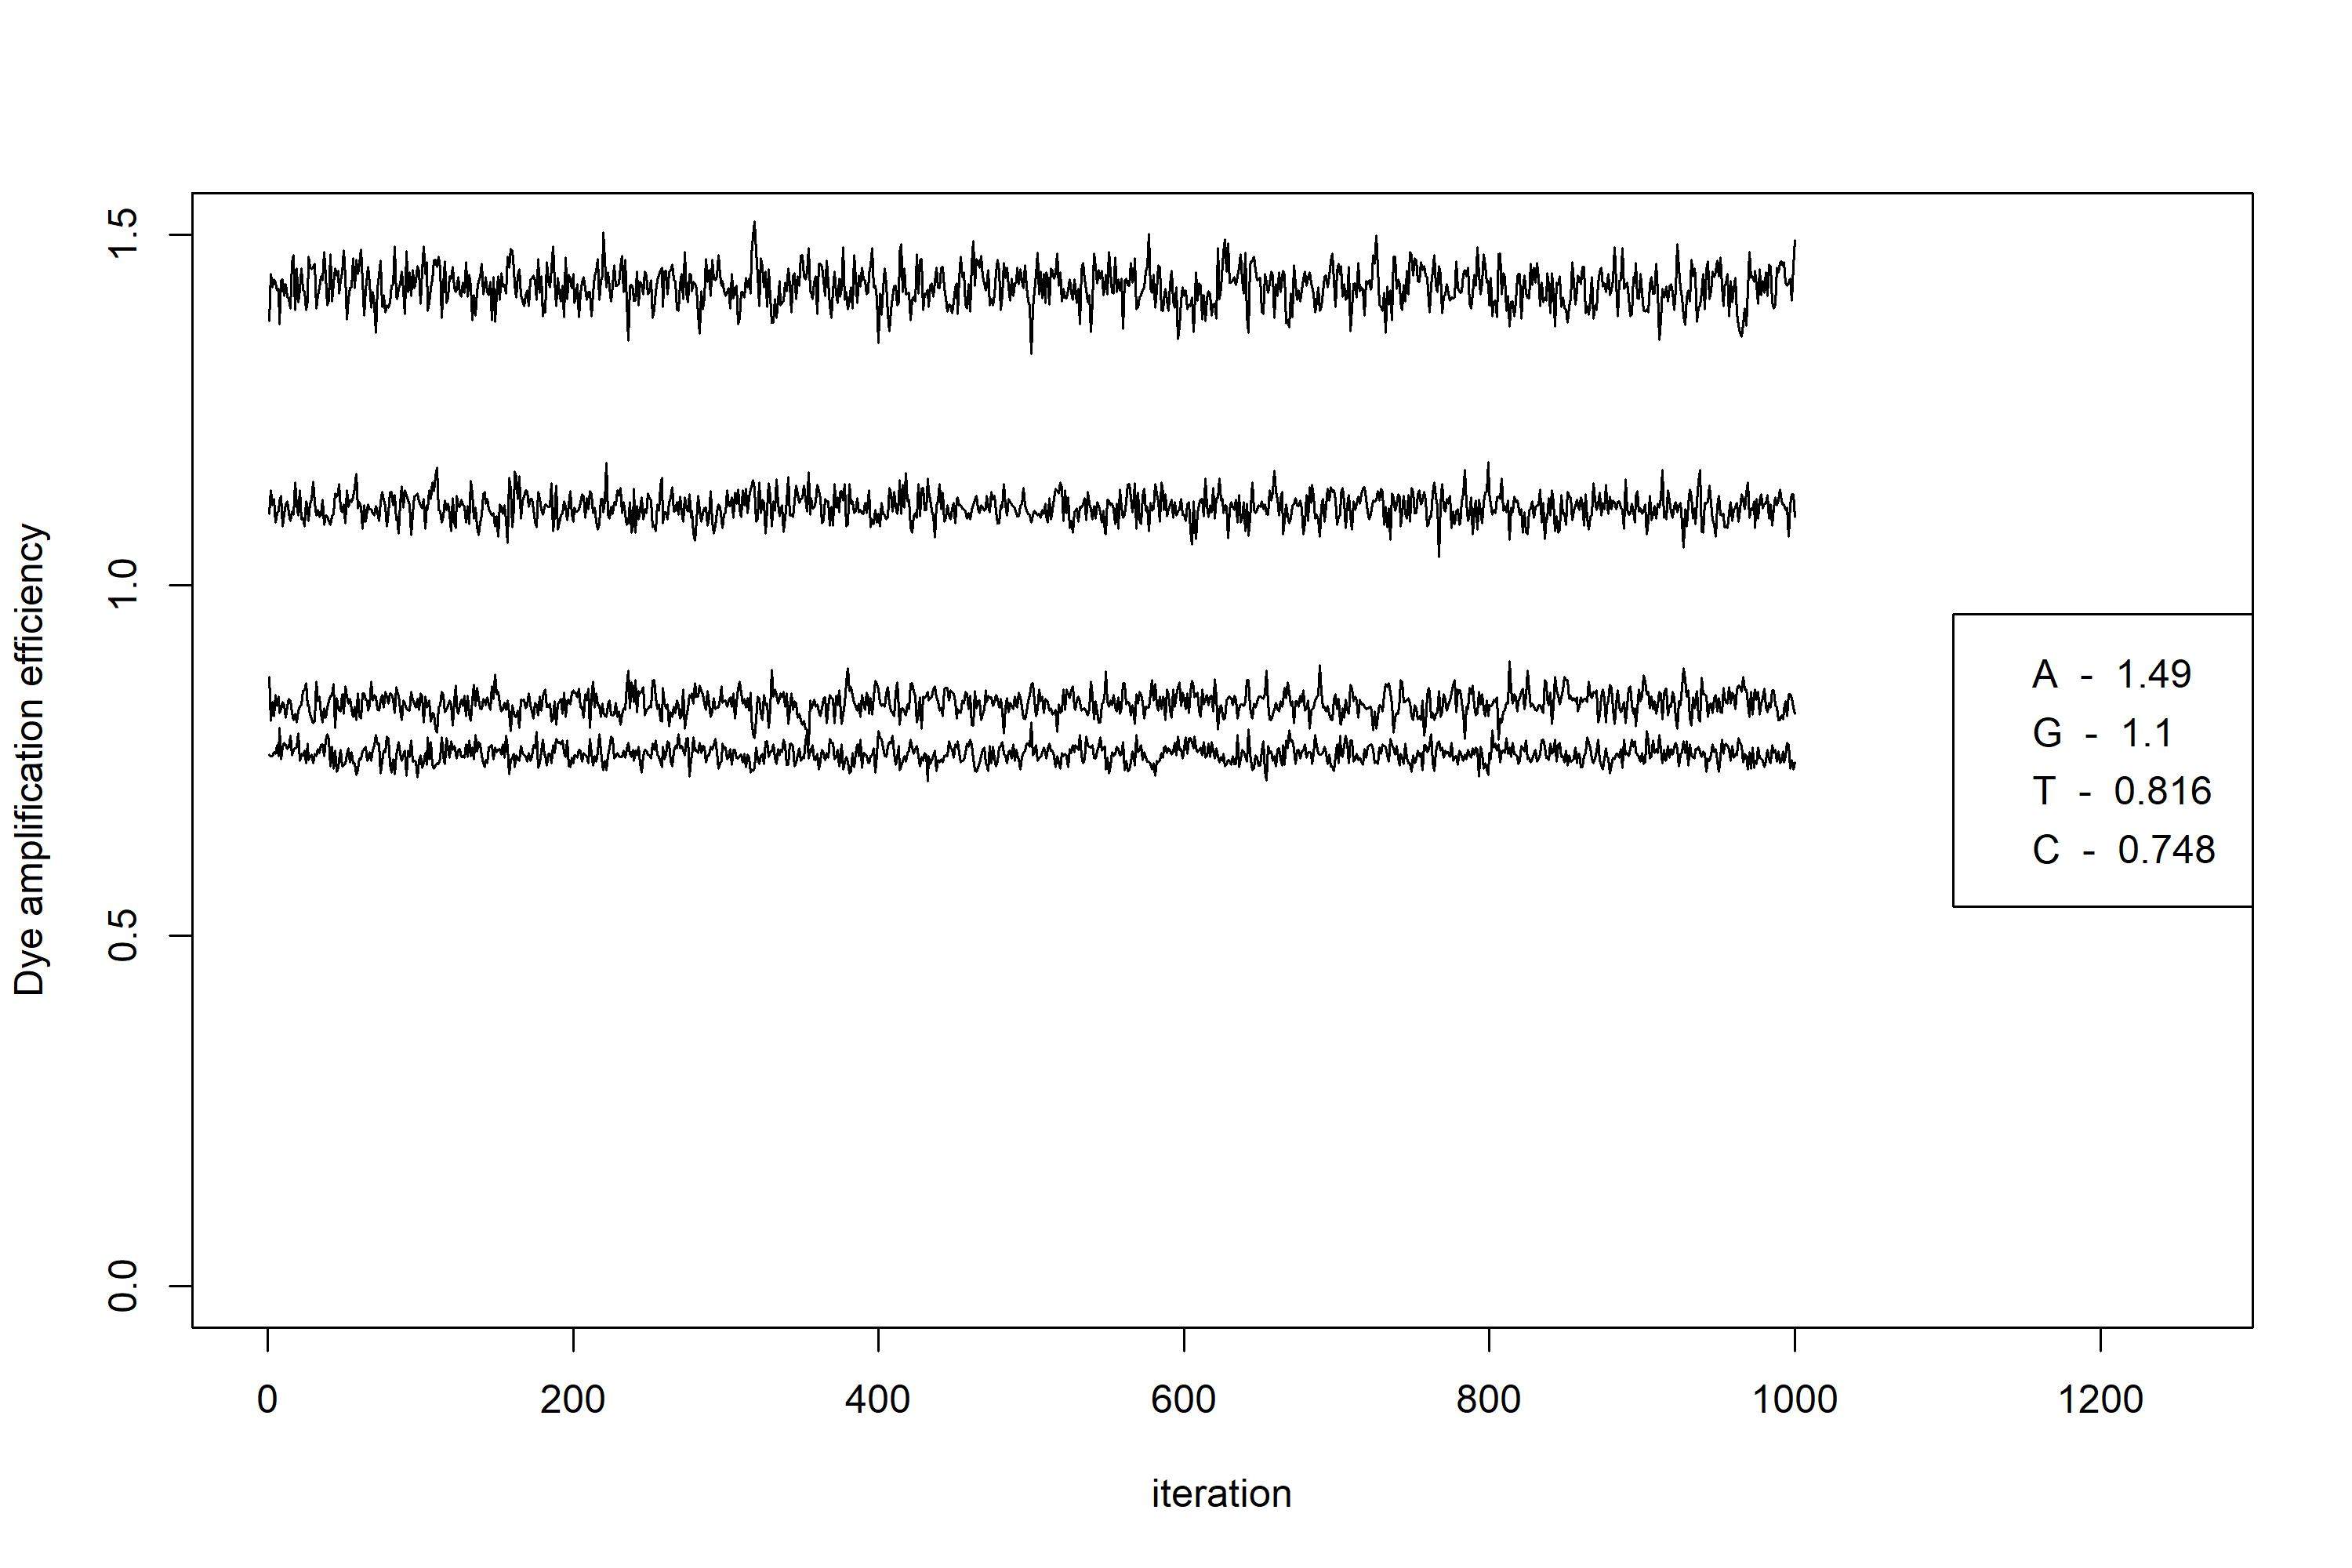 1.5
1.0
0.5
0.0
Dye amplification efficiency
A - 1.49
G - 1.1
T - 0.816
C - 0.748
0 200 400 600 800 1000 1200
iteration